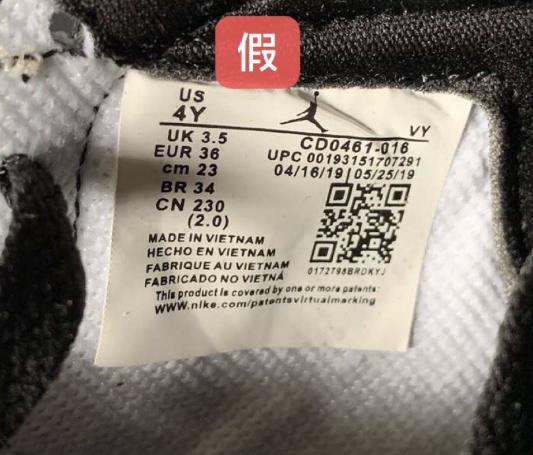 假
US
4Y
VY
UK 3.5
CD0461-016
EUR 36
UPC 00193151707291
cm 23
04/16/19 | 05/25/19
BR 34
CN 230
(2.0)
MADE IN VIETNAM
HECHO EN VIETNAM
FABRIQUE AU VIETNAM
FABRICADO NO VIETNÃ
0172798BRDKYJ
This product is covered by one or more patents:
www.nike.com/patentsvirtualmarking